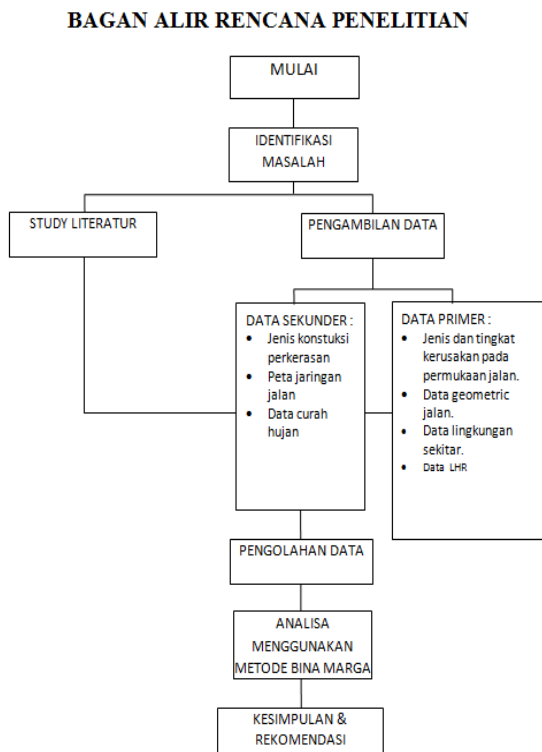 BAGAN ALIR RENCANA PENELITIAN
MULAI
IDENTIFIKASI
MASALAH
STUDY LITERATUR
PENGAMBILAN DATA
DATA SEKUNDER :
• Jenis konstuksi
perkerasan
• Peta jaringan
jalan
• Data curah
hujan
DATA PRIMER :
• Jenis dan tingkat
kerusakan pada
permukaan jalan.
• Data geometric
jalan.
• Data lingkungan
sekitar.
• Data LHR
PENGOLAHAN DATA
ANALISA
MENGGUNAKAN
METODE BINA MARGA
KESIMPULAN &
REKOMENDASI